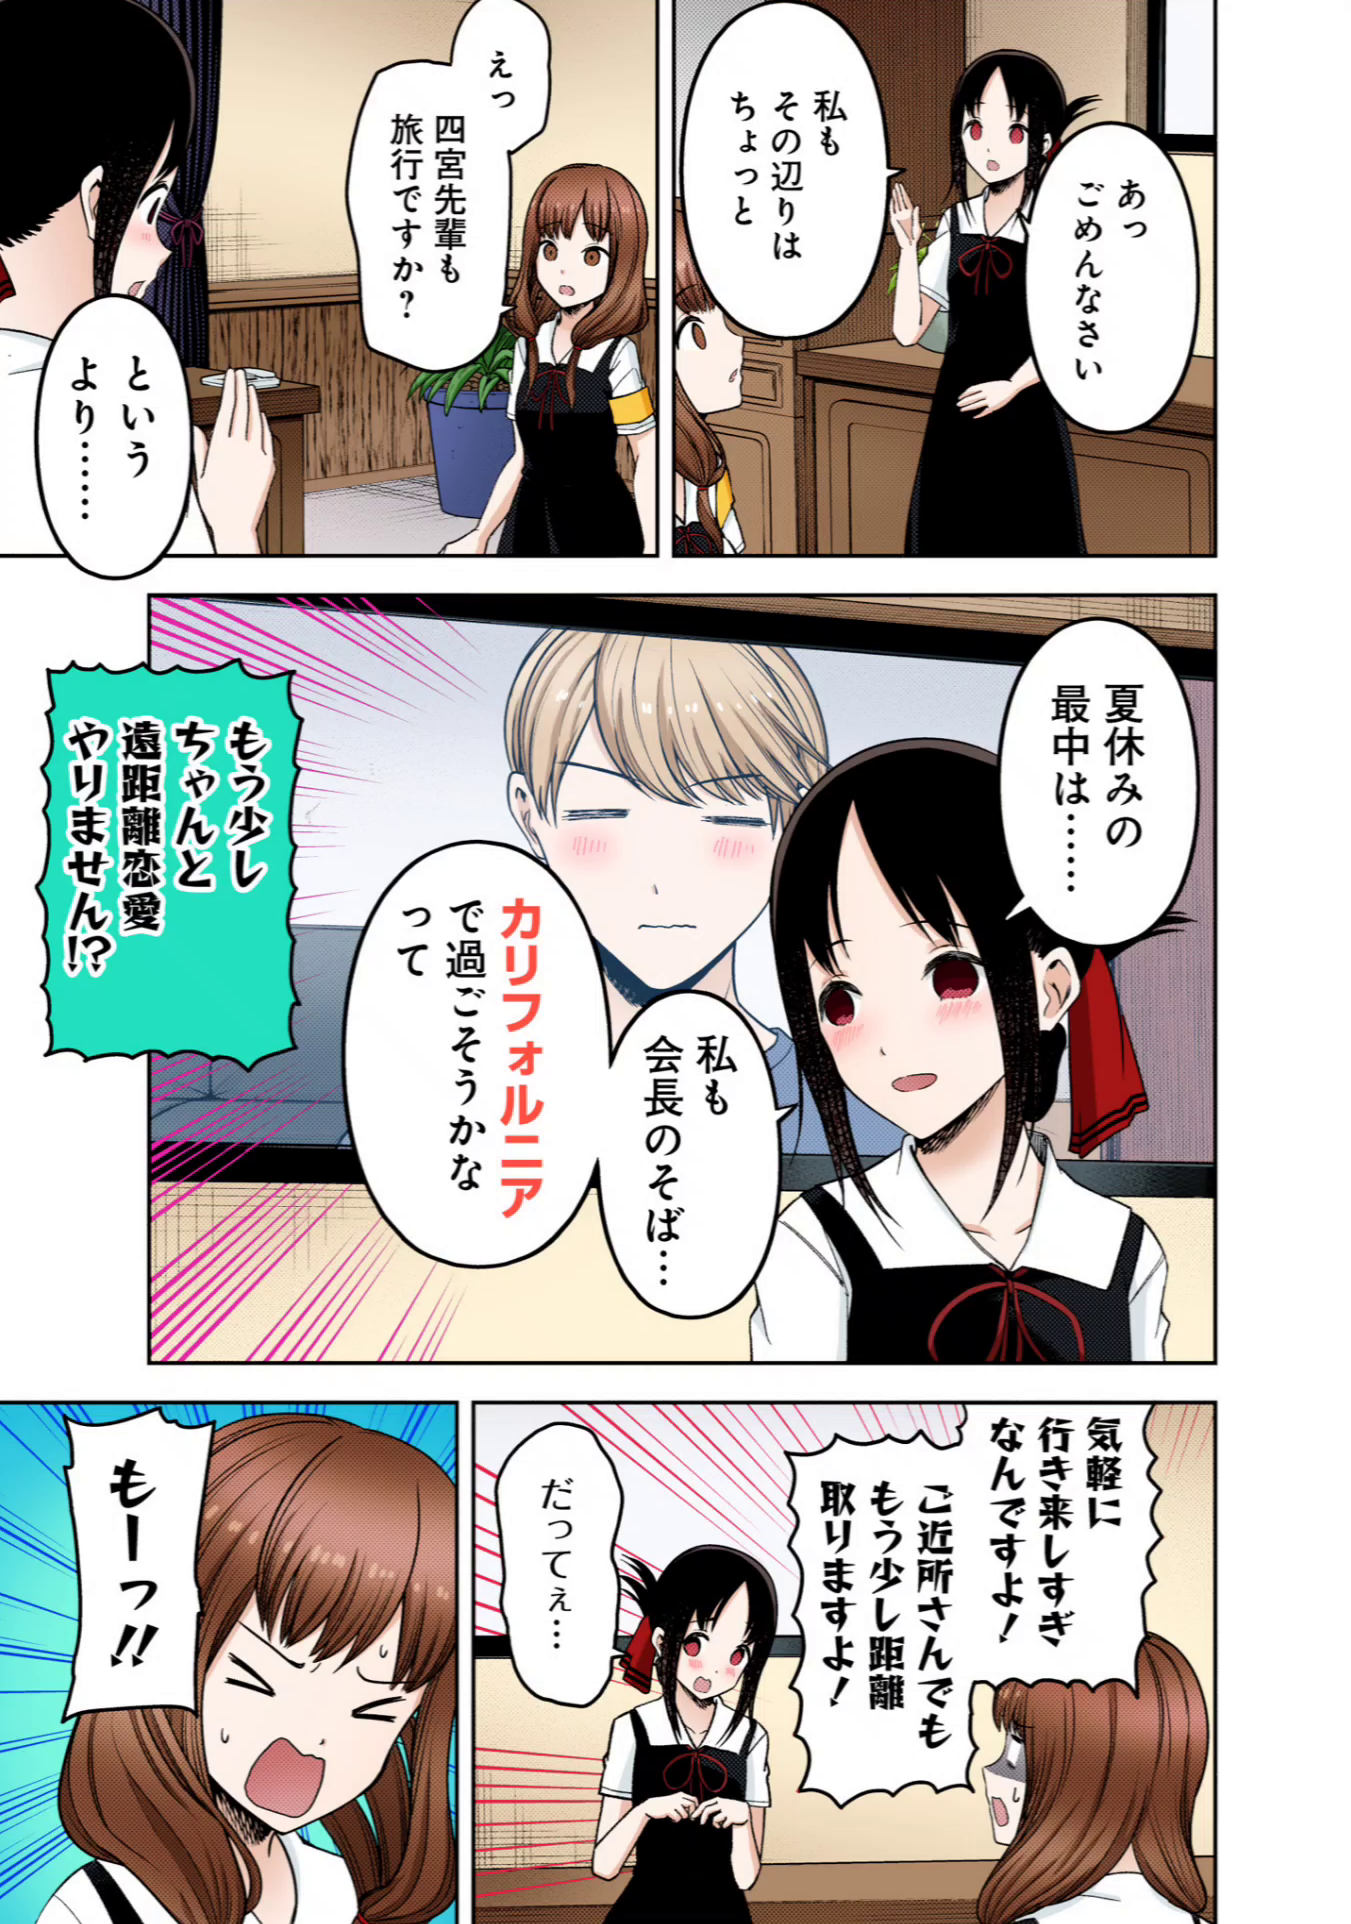 あっ
ごめんなさい
私も
その辺りは
ちょっと
えっ
四宮先輩も
旅行ですか？
という
より……
夏休みの
最中は……
私も
会長のそば…
カリフォルニア
で過ごそうかな
って
もう少し
ちゃんと
遠距離恋愛
やりません!?
気軽に
行き来しすぎ
なんですよ！
ご近所さんでも
もう少し距離
取りますよ！
だってぇ…
もーっ!!